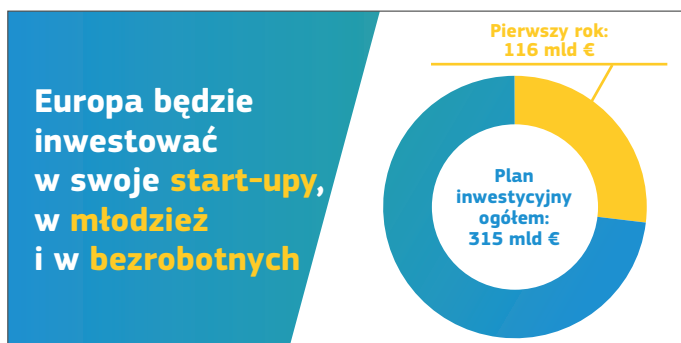 Europa będzie
inwestować
w swoje start-upy,
w młodzież
i w bezrobotnych
Pierwszy rok:
116 mld €
Plan
inwestycyjny
ogółem:
315 mld €